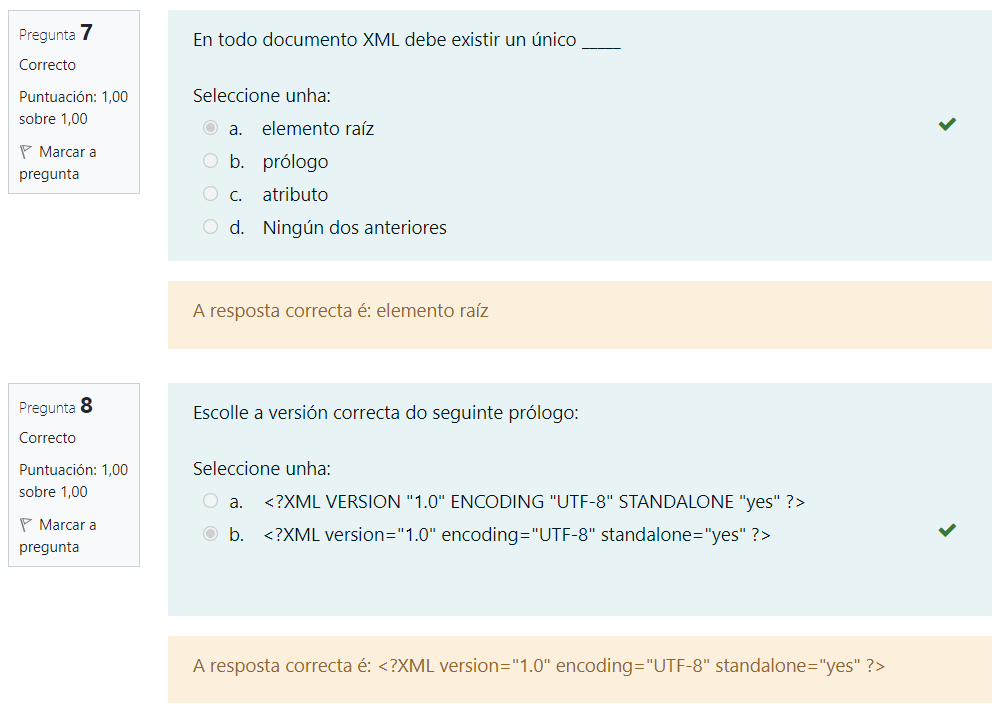 Pregunta 7
Correcto
Puntuación: 1,00
sobre 1,00
Marcar a
pregunta
En todo documento XML debe existir un único _____
Seleccione unha:
a. elemento raíz
b. prólogo
c. atributo
d. Ningún dos anteriores
A resposta correcta é: elemento raíz
Pregunta 8
Correcto
Puntuación: 1,00
sobre 1,00
Marcar a
pregunta
Escolle a versión correcta do seguinte prólogo:
Seleccione unha:
a. <?XML VERSION "1.0" ENCODING "UTF-8" STANDALONE "yes" ?>
b. <?XML version="1.0" encoding="UTF-8" standalone="yes" ?>
A resposta correcta é: <?XML version="1.0" encoding="UTF-8" standalone="yes" ?>